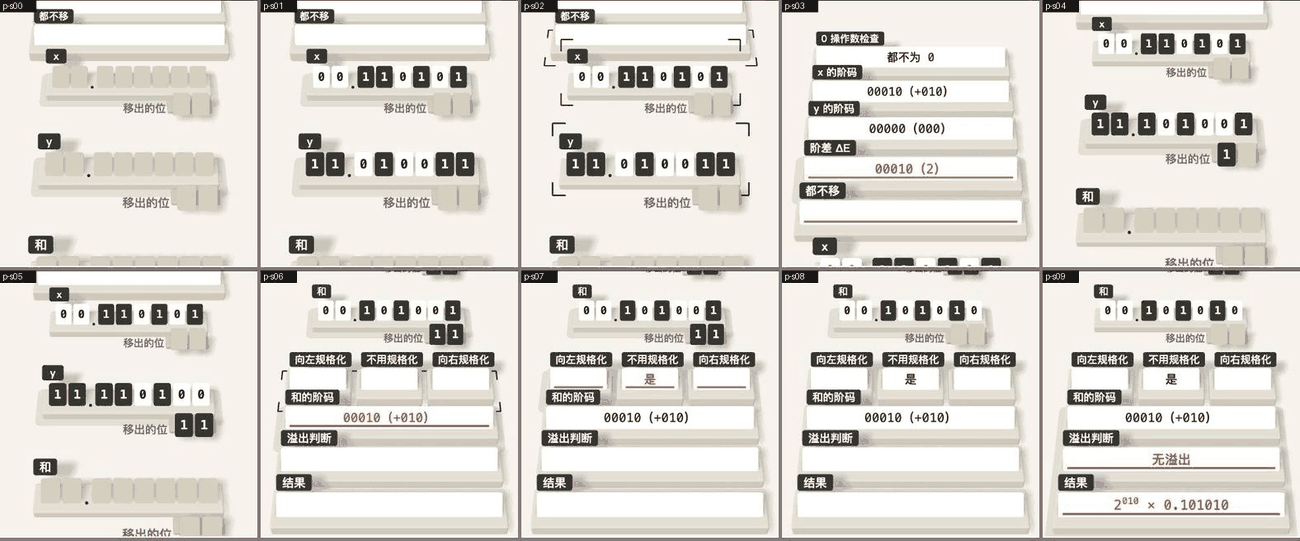 p-s00
都不移
x
移出的位
y
移出的位
和
p-s01
都不移
x
0 0 . 1 1 0 1 0 1
移出的位
y
1 1 . 0 1 0 0 1 1
移出的位
和
p-s02
都不移
x
0 0 . 1 1 0 1 0 1
移出的位
y
1 1 . 0 1 0 0 1 1
移出的位
p-s03
0 操作数检查
都不为 0
x 的阶码
00010 (+010)
y 的阶码
00000 (000)
阶差 ΔE
00010 (2)
都不移
x
p-s04
x
0 0 . 1 1 0 1 0 1
移出的位
y
1 1 . 1 0 1 0 0 1
移出的位 1
和
移出的位
p-s05
x
0 0 . 1 1 0 1 0 1
移出的位
y
1 1 . 1 1 0 1 0 0
移出的位 1 1
和
移出的位
p-s06
和
0 0 . 1 0 1 0 0 1
移出的位 1 1
向左规格化 不用规格化 向右规格化
和的阶码
00010 (+010)
溢出判断
结果
p-s07
和
0 0 . 1 0 1 0 0 1
移出的位 1 1
向左规格化 不用规格化 向右规格化
是
和的阶码
00010 (+010)
溢出判断
结果
p-s08
和
0 0 . 1 0 1 0 1 0
移出的位
向左规格化 不用规格化 向右规格化
是
和的阶码
00010 (+010)
溢出判断
结果
p-s09
和
0 0 . 1 0 1 0 1 0
移出的位
向左规格化 不用规格化 向右规格化
是
和的阶码
00010 (+010)
溢出判断
无溢出
结果
2^010 × 0.101010